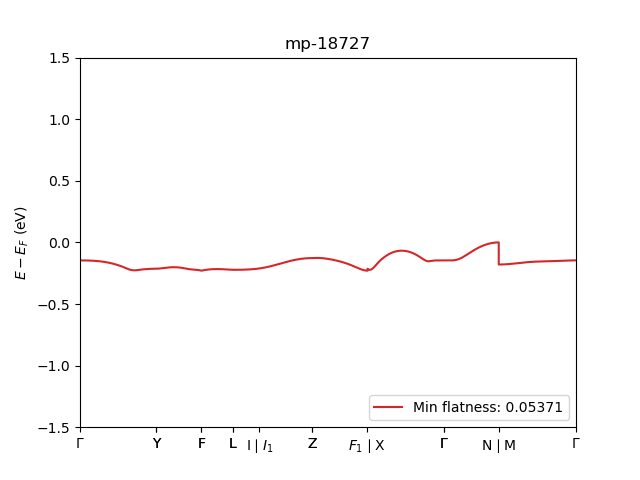 mp-18727
1.5
1.0
0.5
0.0
−0.5
−1.0
−1.5
E − E_F (eV)
Min flatness: 0.05371
Γ Y F L I | I₁ Z F₁ | X Γ N | M Γ